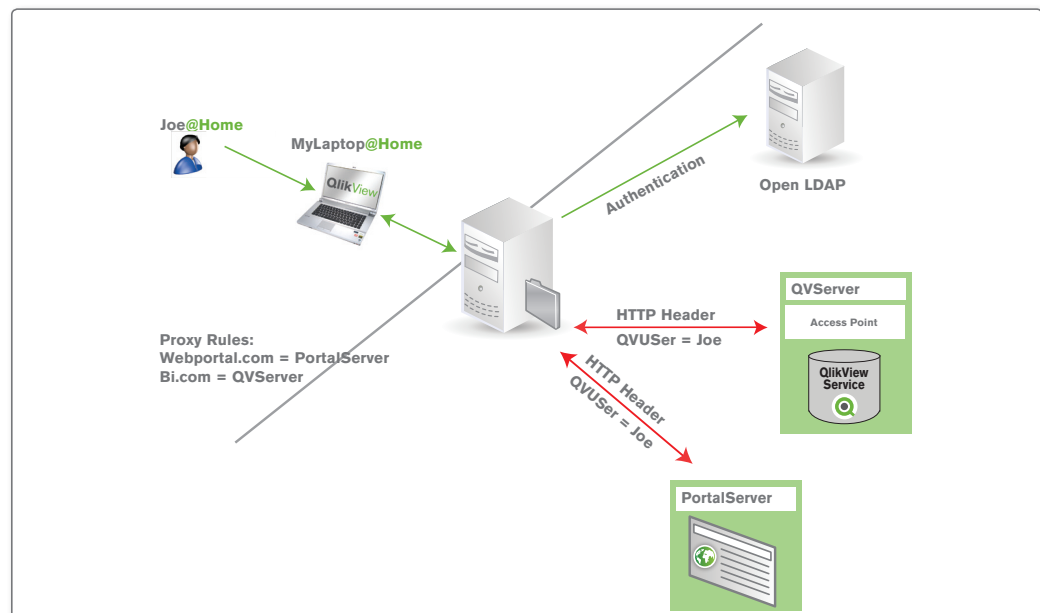 Joe@Home
MyLaptop@Home
QlikView
Authentication
Open LDAP
Proxy Rules:
Webportal.com = PortalServer
Bi.com = QVServer
HTTP Header
QVUSer = Joe
HTTP Header
QVUSer = Joe
QVServer
Access Point
QlikView
Service
PortalServer